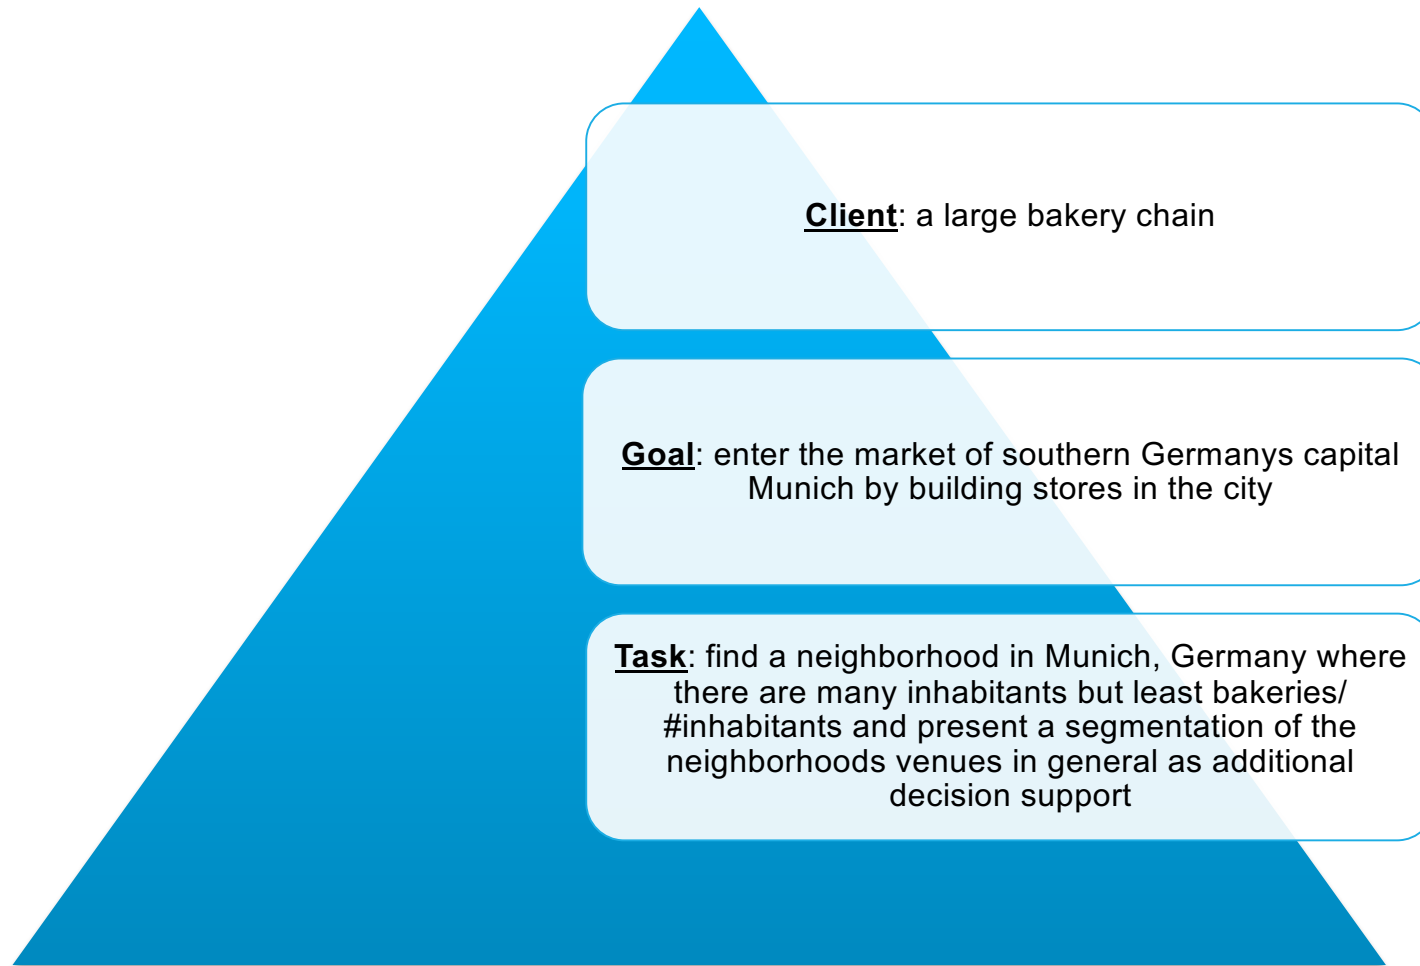 Client: a large bakery chain
Goal: enter the market of southern Germanys capital
Munich by building stores in the city
Task: find a neighborhood in Munich, Germany where
there are many inhabitants but least bakeries/
#inhabitants and present a segmentation of the
neighborhoods venues in general as additional
decision support